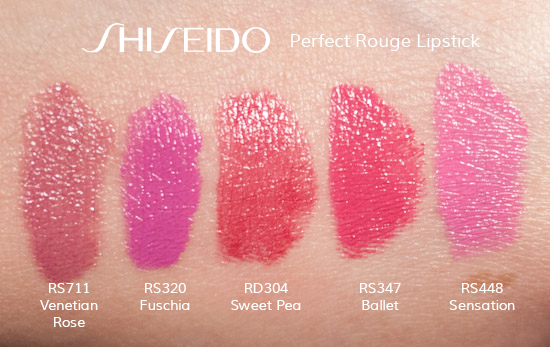 SHISEIDO Perfect Rouge Lipstick
RS711 RS320 RD304 RS347 RS448
Venetian Fuschia Sweet Pea Ballet Sensation
Rose